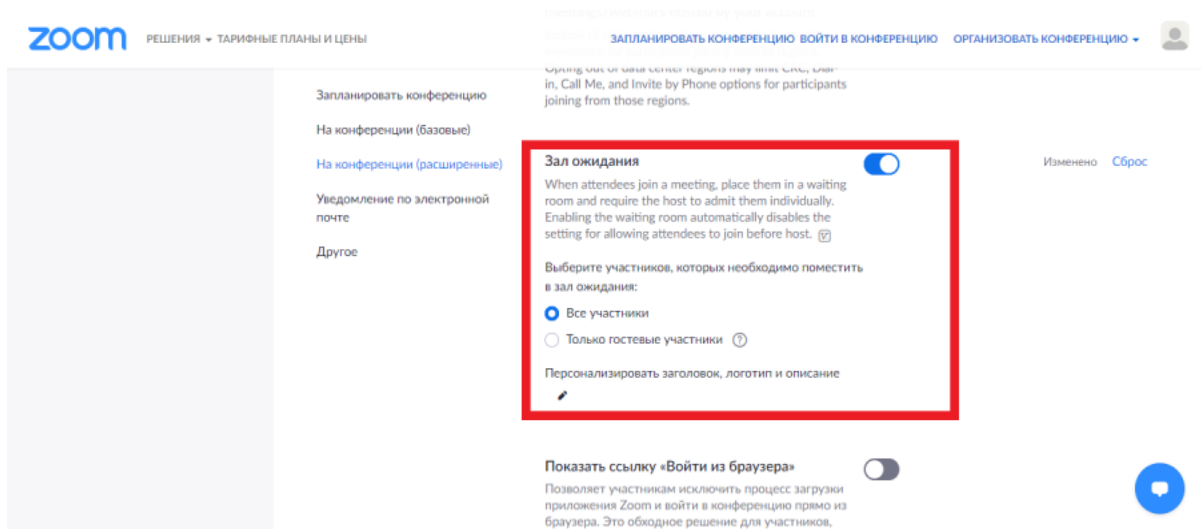 zoom
РЕШЕНИЯ ТАРИФНЫЕ ПЛАНЫ И ЦЕНЫ
ЗАПЛАНИРОВАТЬ КОНФЕРЕНЦИЮ ВОЙТИ В КОНФЕРЕНЦИЮ ОРГАНИЗОВАТЬ КОНФЕРЕНЦИЮ
Запланировать конференцию
На конференции (базовые)
На конференции (расширенные)
Уведомление по электронной
почте
Другое
Opting out of data center regions may limit CRC, Dial-
in, Call Me, and Invite by Phone options for participants
joining from those regions.
Зал ожидания
When attendees join a meeting, place them in a waiting
room and require the host to admit them individually.
Enabling the waiting room automatically disables the
setting for allowing attendees to join before host.
Выберите участников, которых необходимо поместить
в зал ожидания:
Все участники
Только гостевые участники ?
Персонализировать заголовок, логотип и описание
Изменено Сброс
Показать ссылку «Войти из браузера»
Позволяет участникам исключить процесс загрузки
приложения Zoom и войти в конференцию прямо из
браузера. Это обходное решение для участников,